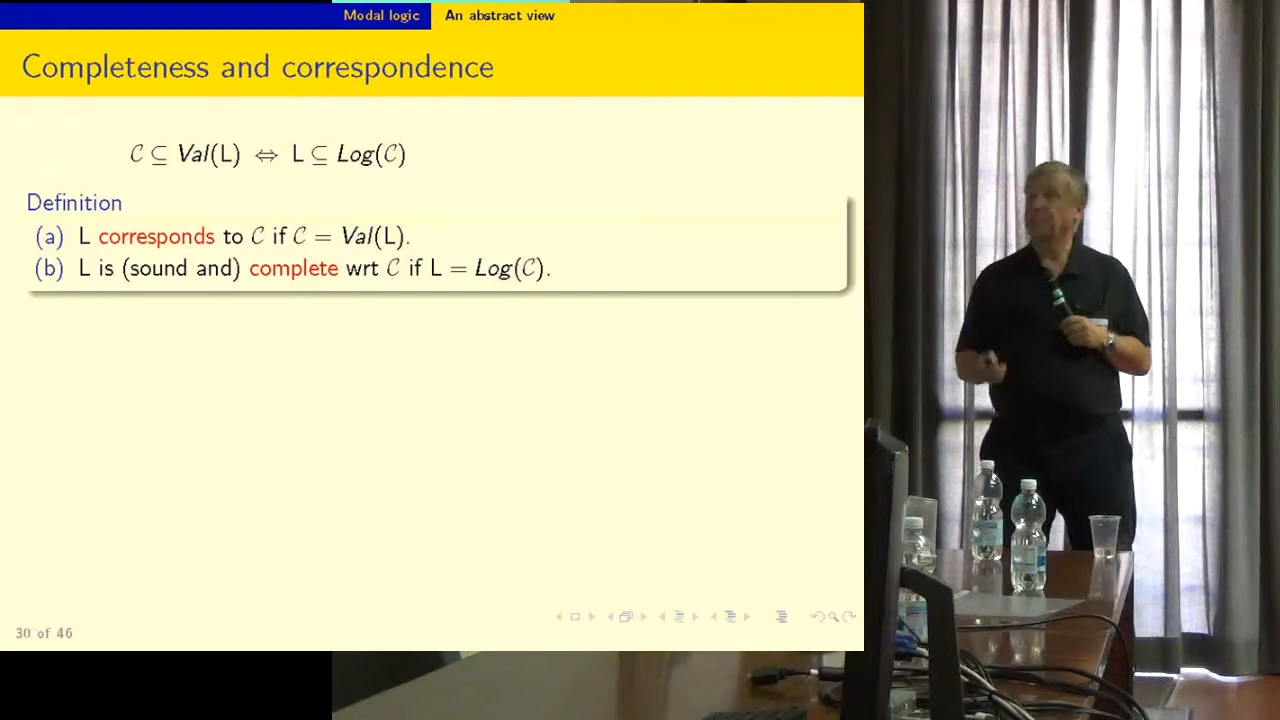 Modal logic An abstract view
Completeness and correspondence
𝒞 ⊆ Val(L) ⇔ L ⊆ Log(𝒞)
Definition
(a) L corresponds to 𝒞 if 𝒞 = Val(L).
(b) L is (sound and) complete wrt 𝒞 if L = Log(𝒞).
30 of 46